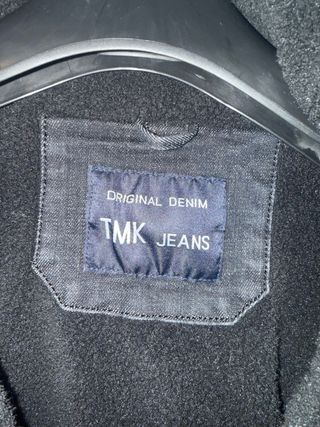 ORIGINAL DENIM
TMK JEANS